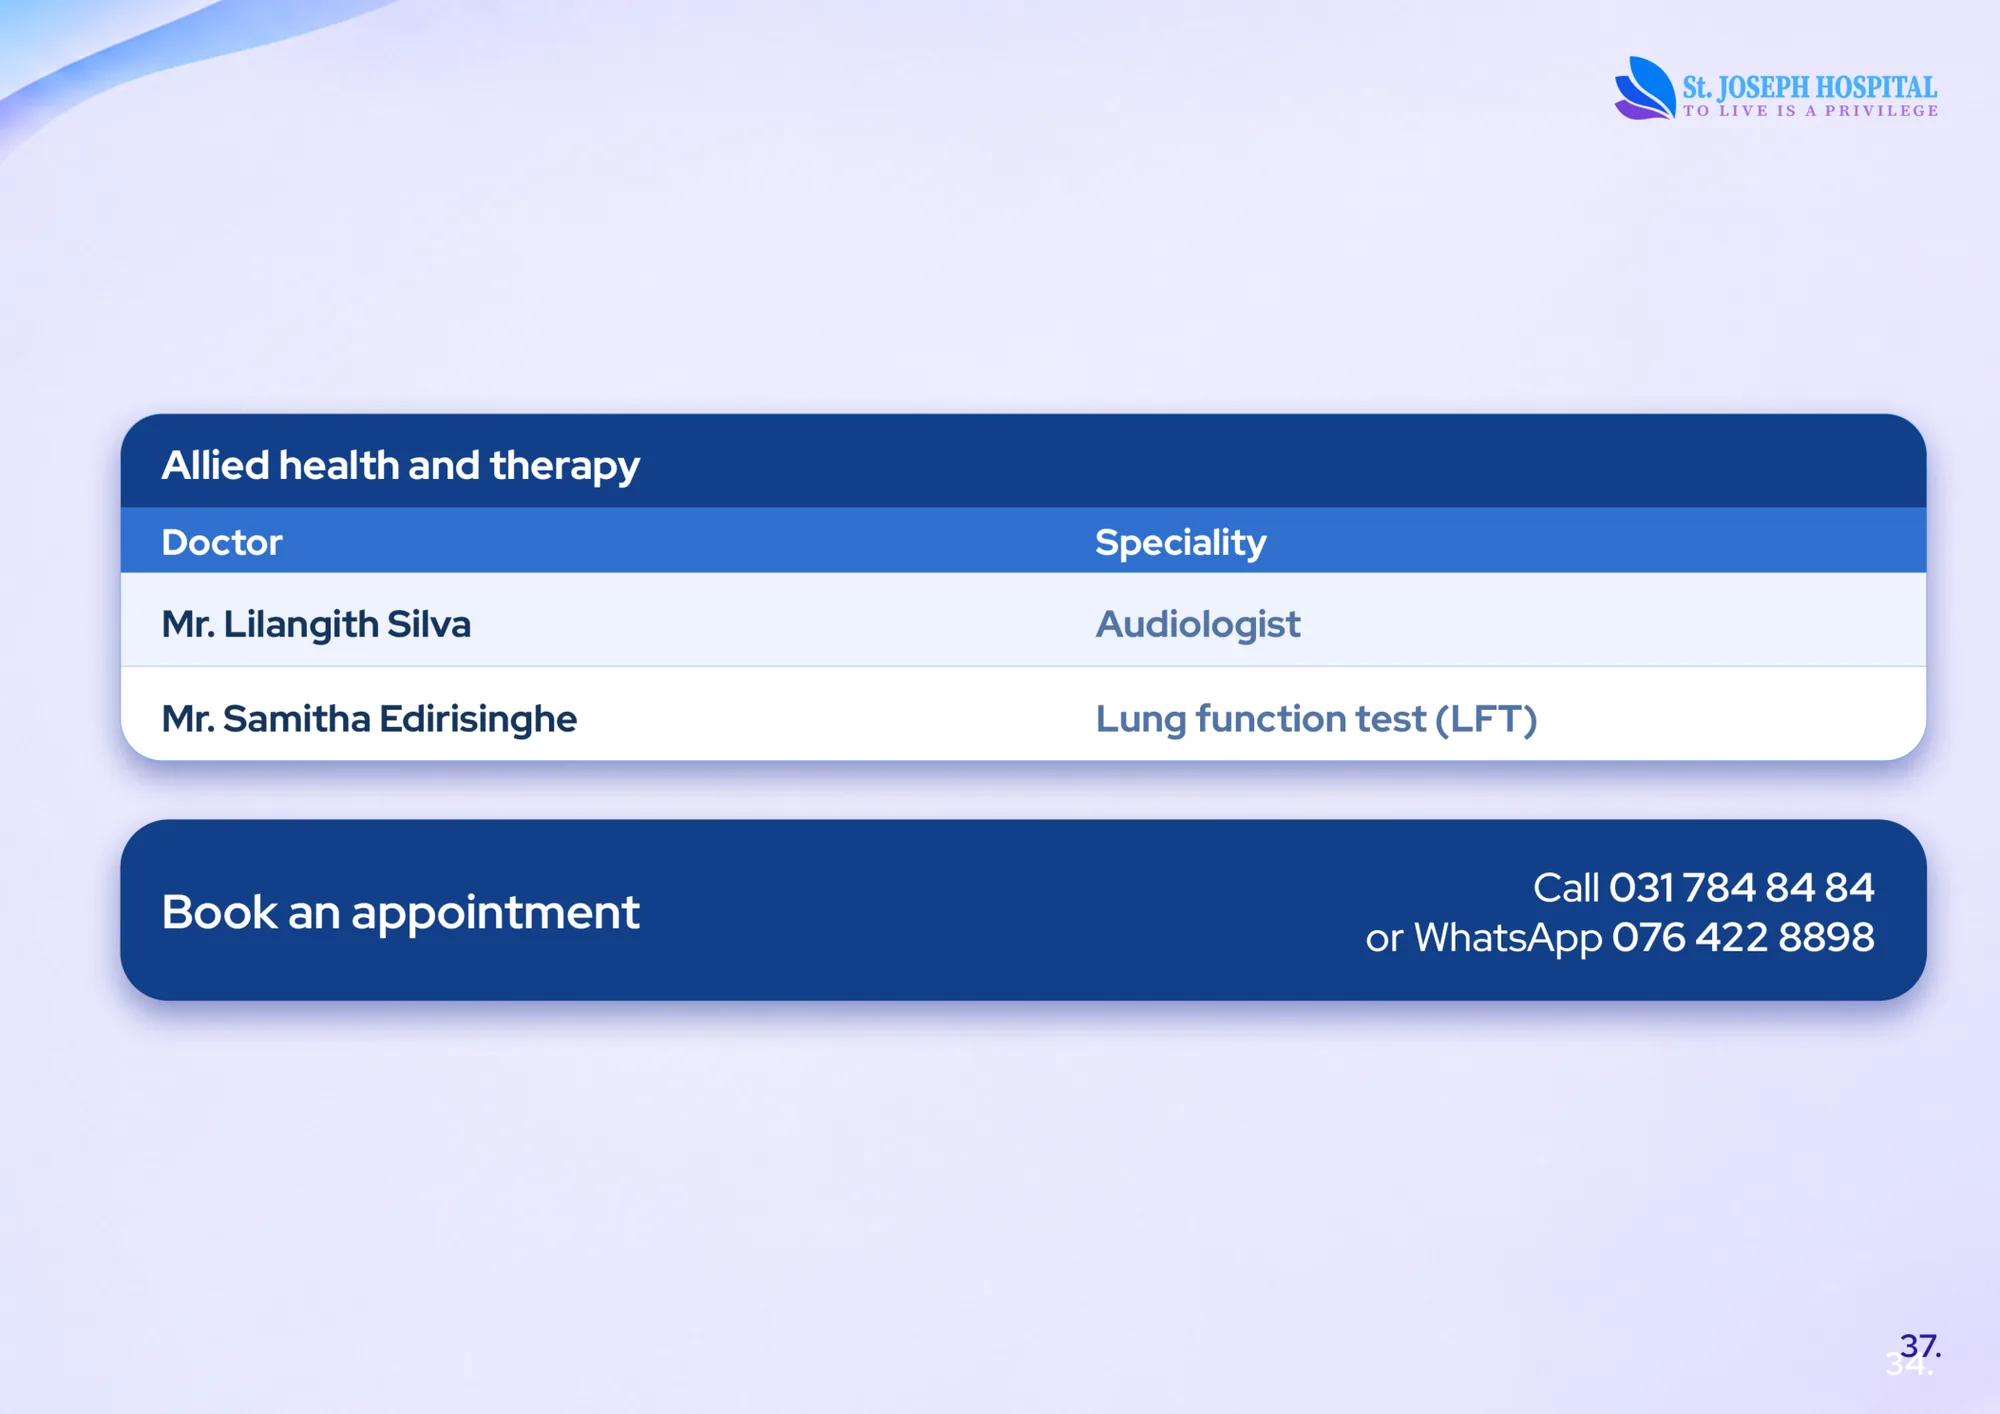 St. JOSEPH HOSPITAL
TO LIVE IS A PRIVILEGE
Allied health and therapy
Doctor Speciality
Mr. Lilangith Silva Audiologist
Mr. Samitha Edirisinghe Lung function test (LFT)
Book an appointment
Call 031 784 84 84
or WhatsApp 076 422 8898
37.
34.